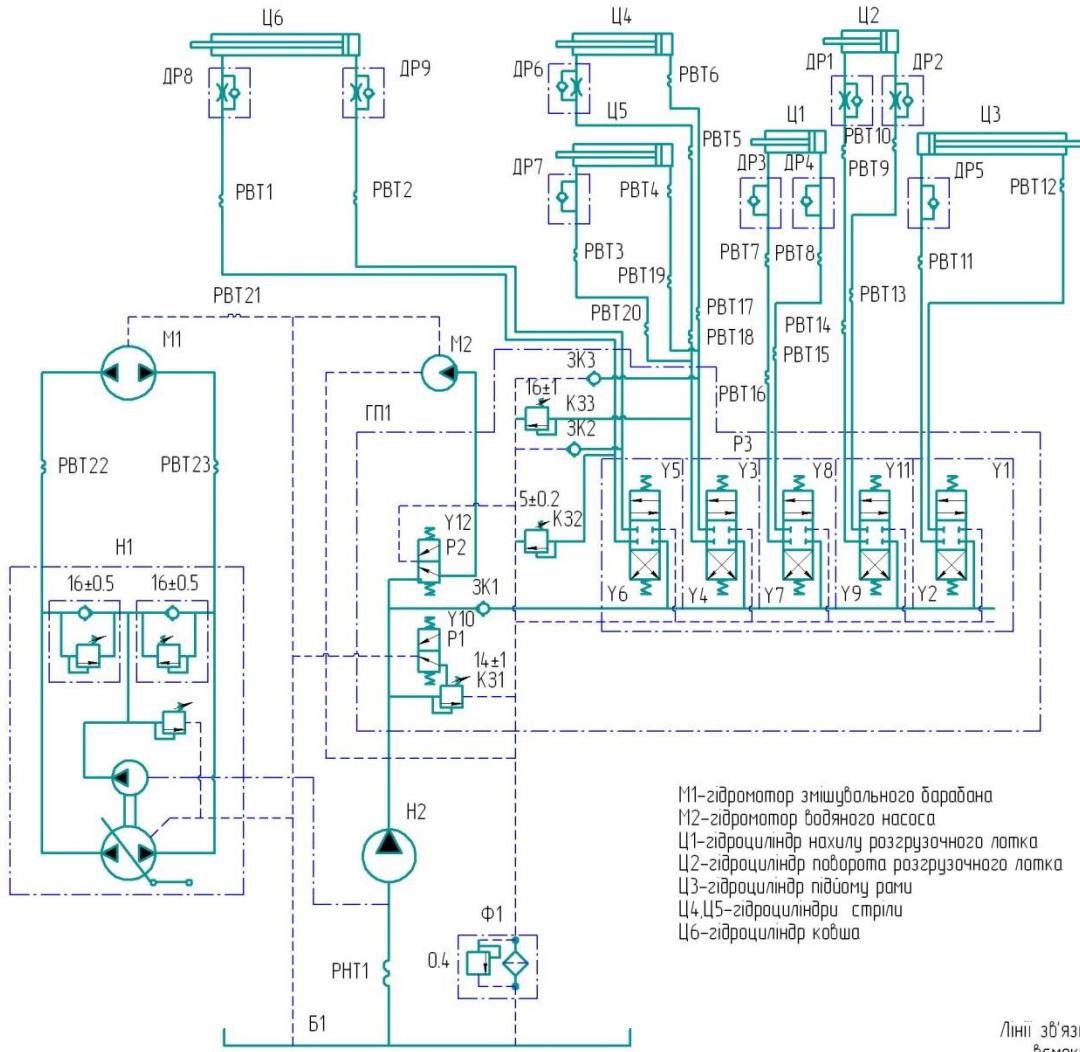 Ц6
Ц4
Ц2
ДР8
ДР9
ДР6
РВТ6
ДР1
ДР2
Ц5
Ц1
Ц3
РВТ5
РВТ10
ДР7
РВТ4
ДР3
ДР4
РВТ9
ДР5
РВТ12
РВТ1
РВТ2
РВТ3
РВТ7
РВТ8
РВТ11
РВТ19
РВТ21
РВТ20
РВТ17
РВТ13
М1
М2
РВТ18
РВТ14
РВТ15
ЗК3
16±1
РВТ16
ГП1
КЗ3
ЗК2
Р3
РВТ22
РВТ23
Y5
Y3
Y8
Y11
Y1
5±0.2
Y12
КЗ2
Н1
Р2
16±0.5
16±0.5
ЗК1
Y6
Y4
Y7
Y9
Y2
Y10
Р1
14±1
КЗ1
Н2
М1-гідромотор змішувального барабана
М2-гідромотор водяного насоса
Ц1-гідроциліндр нахилу розгрузочного лотка
Ц2-гідроциліндр поворота розгрузочного лотка
Ц3-гідроциліндр підйому рами
Ц4,Ц5-гідроциліндри стріли
Ц6-гідроциліндр ковша
Ф1
0.4
РНТ1
Б1
Лінії зв'яз